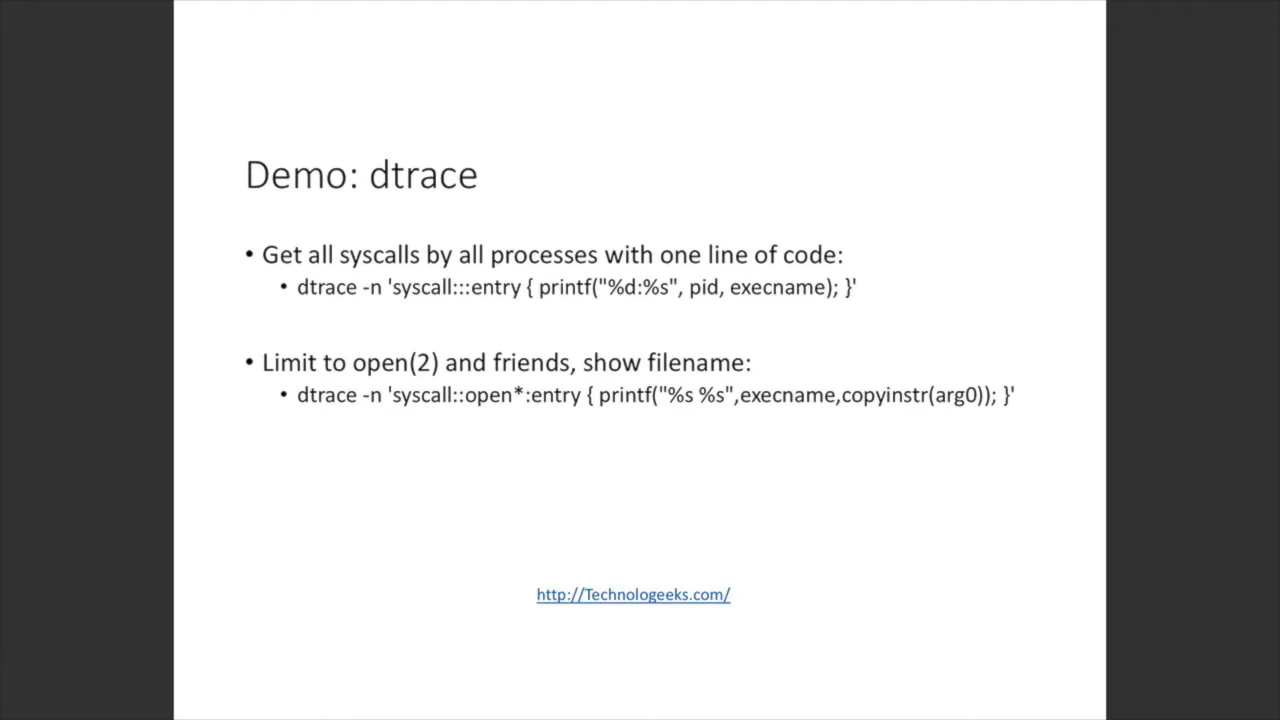 Demo: dtrace
• Get all syscalls by all processes with one line of code:
• dtrace -n 'syscall:::entry { printf("%d:%s", pid, execname); }'
• Limit to open(2) and friends, show filename:
• dtrace -n 'syscall::open*:entry { printf("%s %s",execname,copyinstr(arg0)); }'
http://Technologeeks.com/